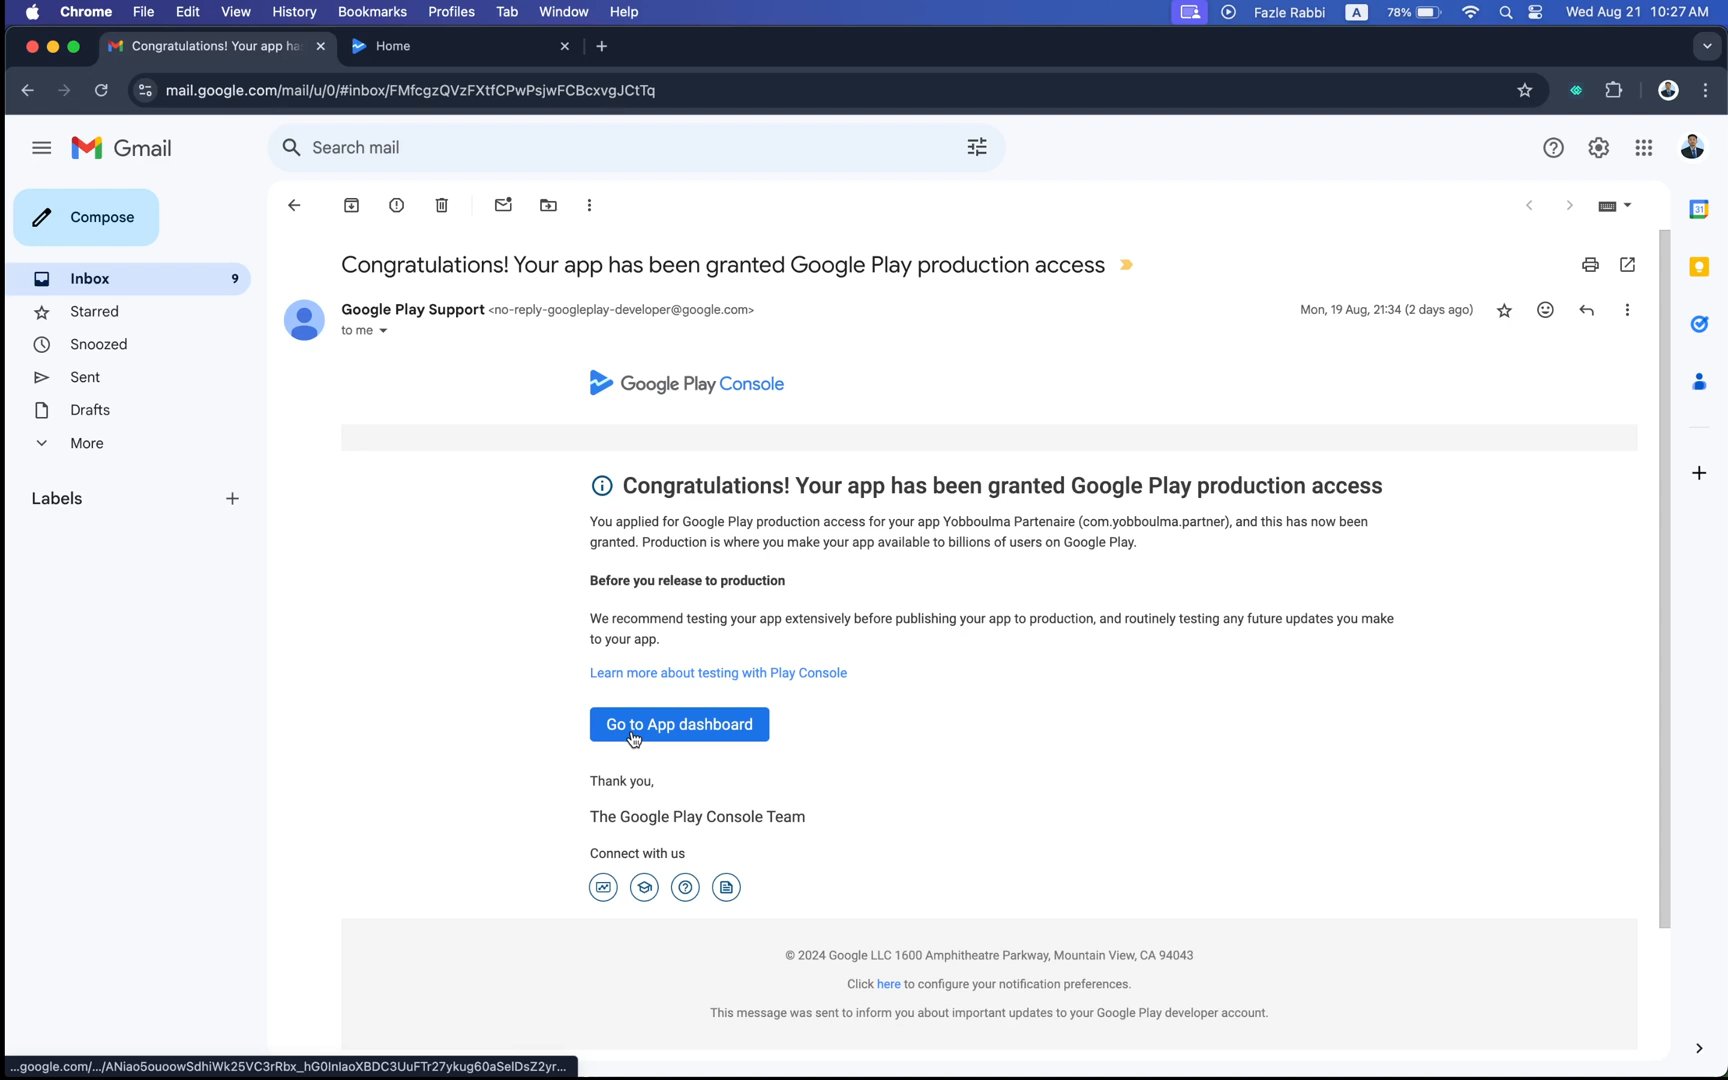 Chrome File Edit View History Bookmarks Profiles Tab Window Help Fazle Rabbi A 78% Wed Aug 21 10:27 AM
Congratulations! Your app ha
Home
mail.google.com/mail/u/0/#inbox/FMfcgzQVzFXtfCPwPsjwFCBcxvgJCtTq
Gmail
Search mail
Compose
Inbox 9
Starred
Snoozed
Sent
Drafts
More
Labels
Congratulations! Your app has been granted Google Play production access
Google Play Support <no-reply-googleplay-developer@google.com>
Mon, 19 Aug, 21:34 (2 days ago)
to me
31
Google Play Console
Congratulations! Your app has been granted Google Play production access
You applied for Google Play production access for your app Yobboulma Partenaire (com.yobboulma.partner), and this has now been
granted. Production is where you make your app available to billions of users on Google Play.
Before you release to production
We recommend testing your app extensively before publishing your app to production, and routinely testing any future updates you make
to your app.
Learn more about testing with Play Console
Go to App dashboard
Thank you,
The Google Play Console Team
Connect with us
© 2024 Google LLC 1600 Amphitheatre Parkway, Mountain View, CA 94043
Click here to configure your notification preferences.
This message was sent to inform you about important updates to your Google Play developer account.